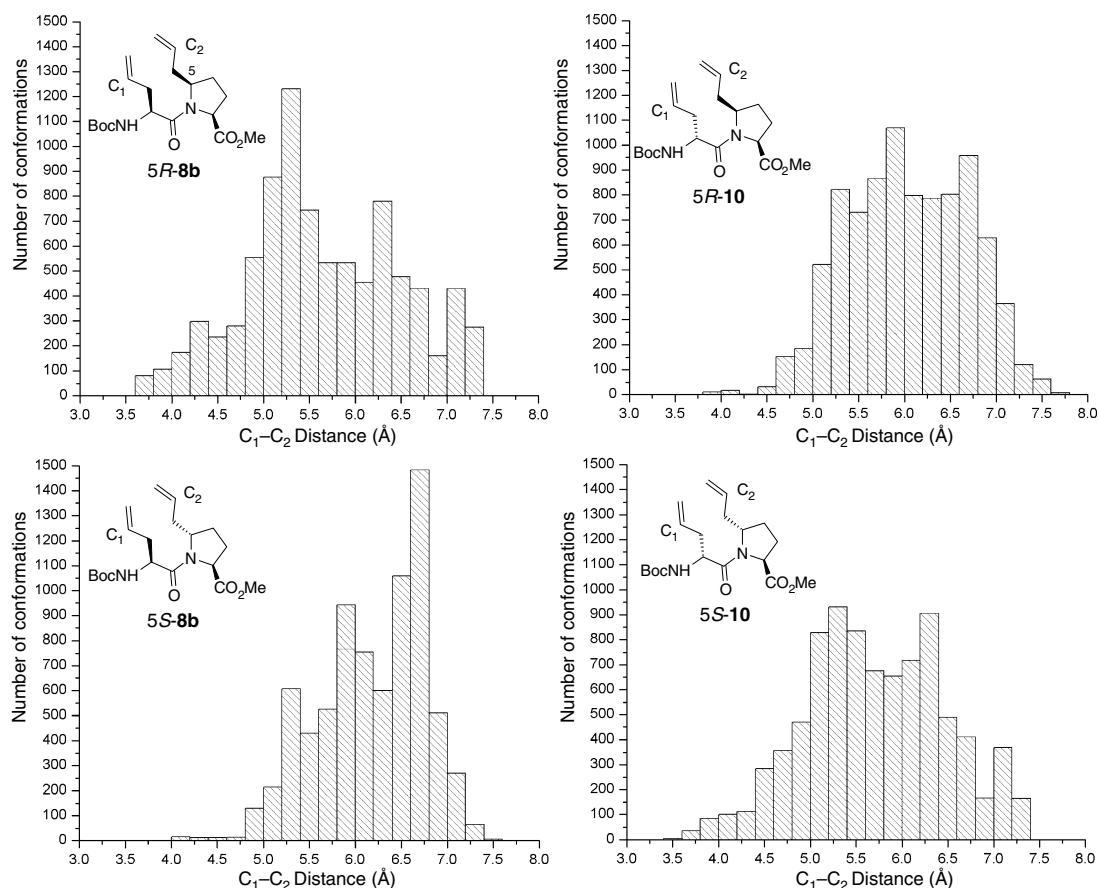 1500
1400
1300
1200
1100
1000
900
800
700
600
500
400
300
200
100
0
Number of conformations
C2
5
C1
N
BocNH
O
CO2Me
5R-8b
3.0 3.5 4.0 4.5 5.0 5.5 6.0 6.5 7.0 7.5 8.0
C1–C2 Distance (Å)
1500
1400
1300
1200
1100
1000
900
800
700
600
500
400
300
200
100
0
Number of conformations
C2
C1
N
BocNH
O
CO2Me
5R-10
3.0 3.5 4.0 4.5 5.0 5.5 6.0 6.5 7.0 7.5 8.0
C1–C2 Distance (Å)
1500
1400
1300
1200
1100
1000
900
800
700
600
500
400
300
200
100
0
Number of conformations
C2
C1
N
BocNH
O
CO2Me
5S-8b
3.0 3.5 4.0 4.5 5.0 5.5 6.0 6.5 7.0 7.5 8.0
C1–C2 Distance (Å)
1500
1400
1300
1200
1100
1000
900
800
700
600
500
400
300
200
100
0
Number of conformations
C2
C1
N
BocNH
O
CO2Me
5S-10
3.0 3.5 4.0 4.5 5.0 5.5 6.0 6.5 7.0 7.5 8.0
C1–C2 Distance (Å)